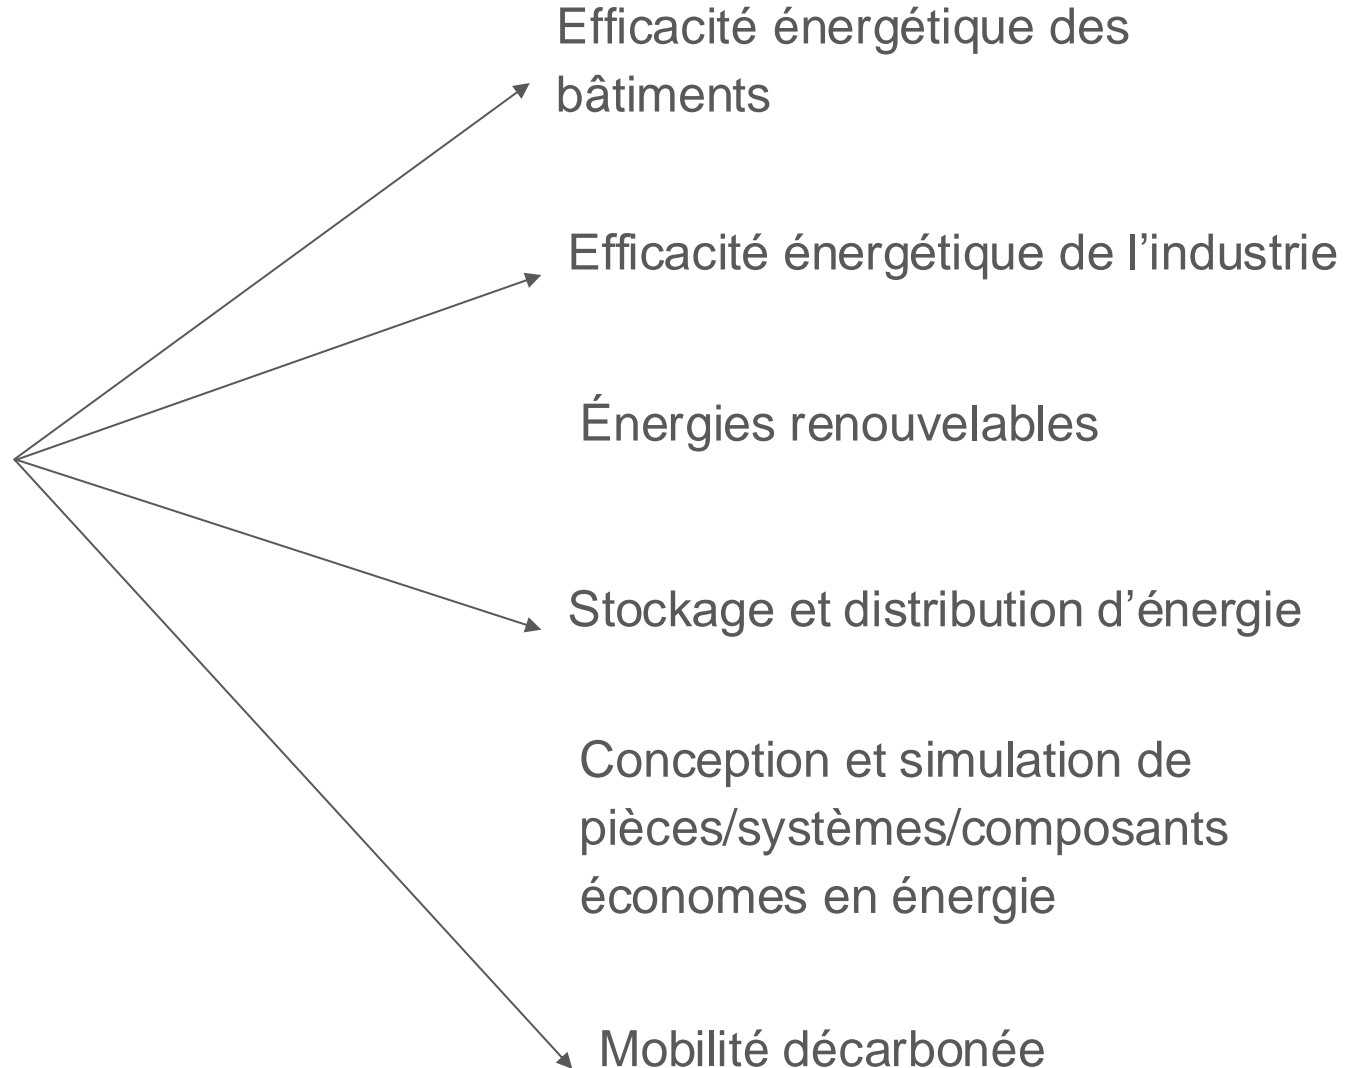 Efficacité énergétique des
bâtiments
Efficacité énergétique de l’industrie
Énergies renouvelables
Stockage et distribution d’énergie
Conception et simulation de
pièces/systèmes/composants
économes en énergie
Mobilité décarbonée